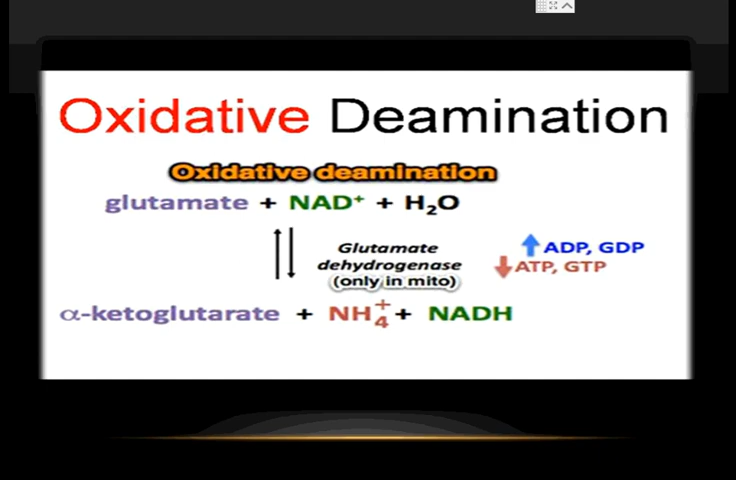 Oxidative Deamination
Oxidative deamination
glutamate + NAD⁺ + H₂O
Glutamate
dehydrogenase
(only in mito)
ADP, GDP
ATP, GTP
α-ketoglutarate + NH₄⁺ + NADH